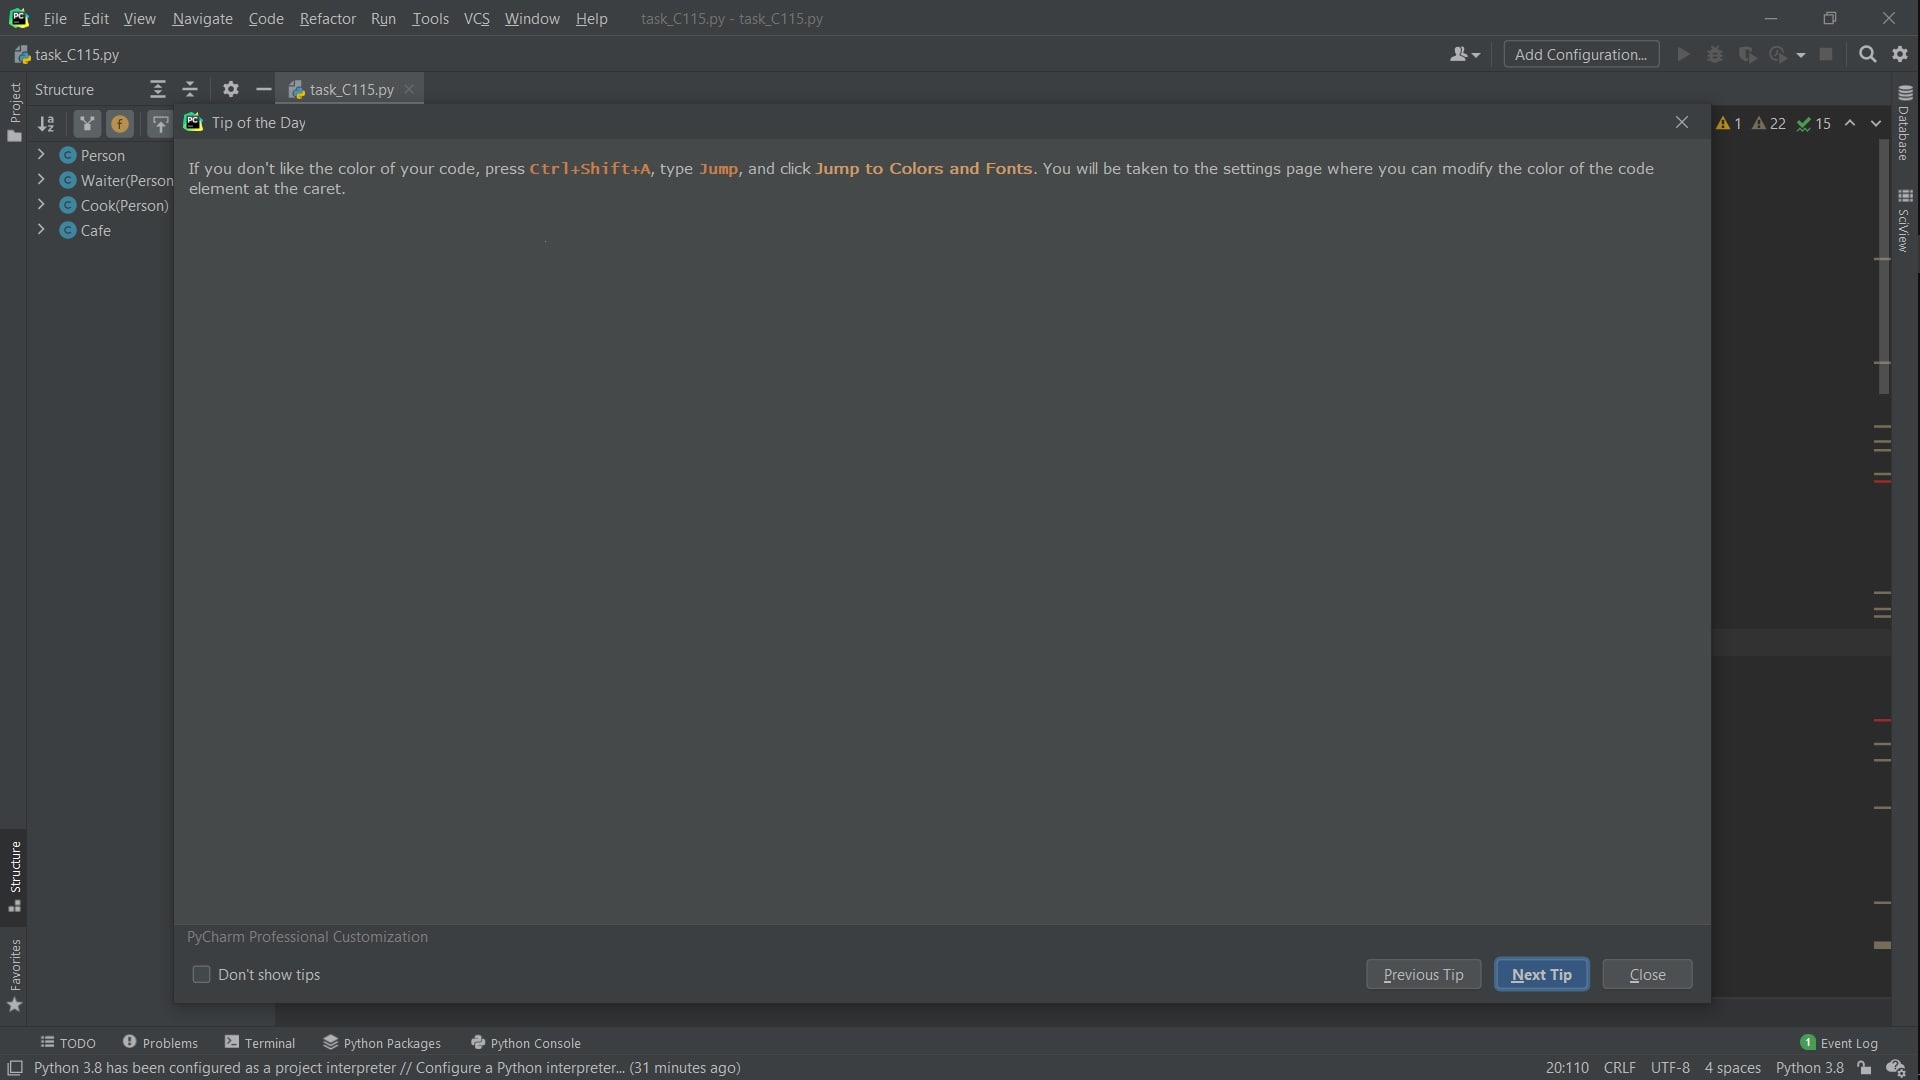 File Edit View Navigate Code Refactor Run Tools VCS Window Help task_C115.py - task_C115.py
task_C115.py Add Configuration...
Structure task_C115.py
Project
Tip of the Day 1 22 15
Database
SciView
Person
Waiter(Person
Cook(Person)
Cafe
If you don't like the color of your code, press Ctrl+Shift+A, type Jump, and click Jump to Colors and Fonts. You will be taken to the settings page where you can modify the color of the code
element at the caret.
Structure
Favorites
PyCharm Professional Customization
Don't show tips Previous Tip Next Tip Close
TODO Problems Terminal Python Packages Python Console 1 Event Log
Python 3.8 has been configured as a project interpreter // Configure a Python interpreter... (31 minutes ago) 20:110 CRLF UTF-8 4 spaces Python 3.8